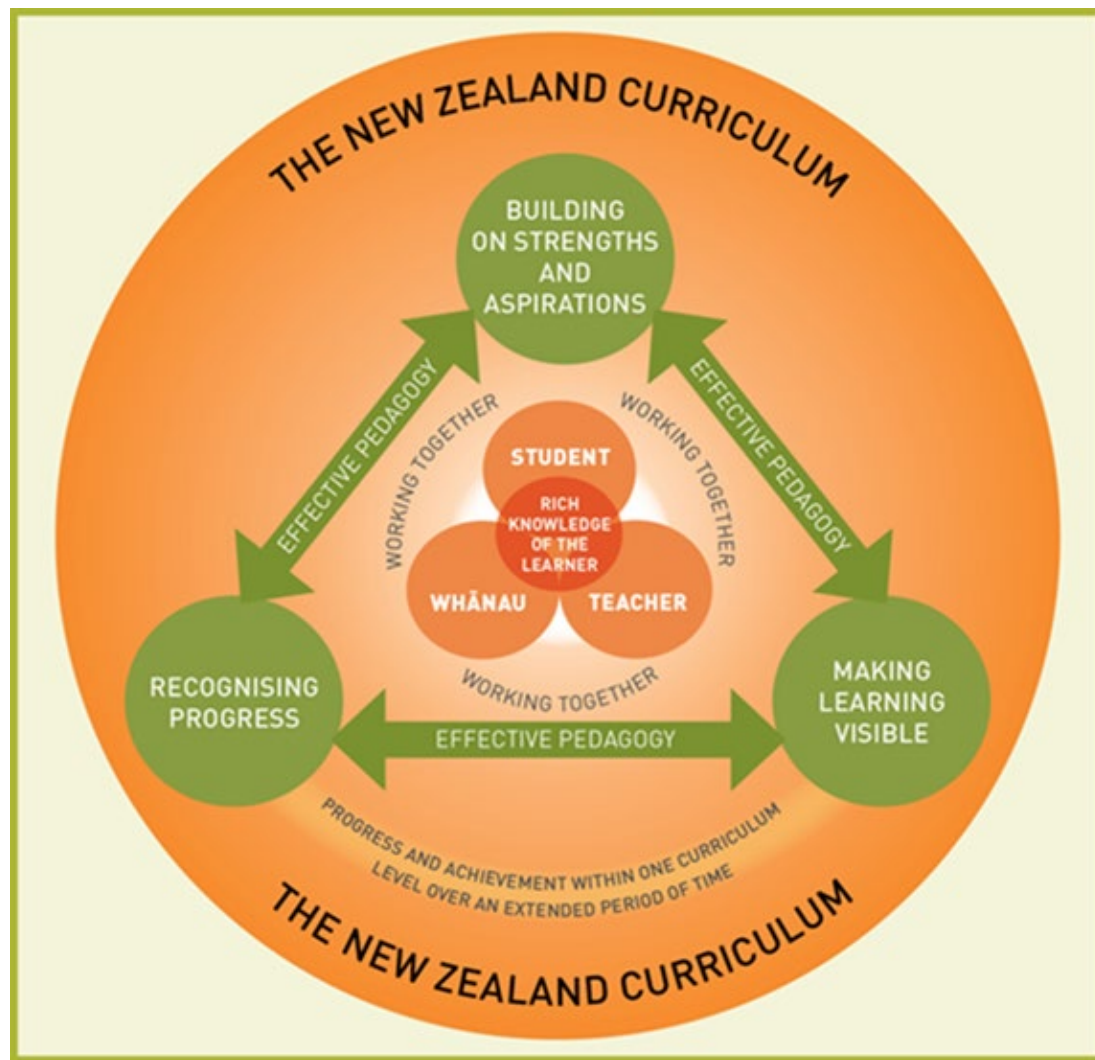 THE NEW ZEALAND CURRICULUM
BUILDING
ON STRENGTHS
AND
ASPIRATIONS
EFFECTIVE PEDAGOGY
EFFECTIVE PEDAGOGY
WORKING TOGETHER
WORKING TOGETHER
STUDENT
RICH
KNOWLEDGE
OF THE
LEARNER
WHĀNAU
TEACHER
WORKING TOGETHER
RECOGNISING
PROGRESS
MAKING
LEARNING
VISIBLE
EFFECTIVE PEDAGOGY
PROGRESS AND ACHIEVEMENT WITHIN ONE CURRICULUM
LEVEL OVER AN EXTENDED PERIOD OF TIME
THE NEW ZEALAND CURRICULUM